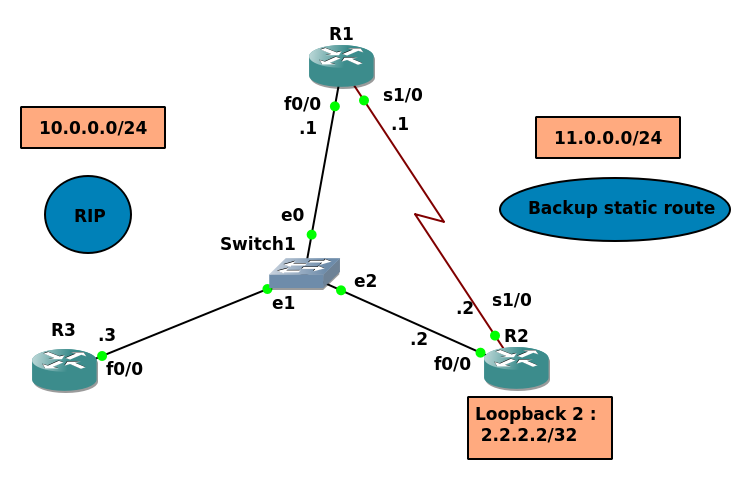 R1
f0/0
s1/0
.1
.1
10.0.0.0/24
11.0.0.0/24
RIP
Backup static route
e0
Switch1
e1
e2
.2
s1/0
R3
.3
f0/0
.2
R2
f0/0
Loopback 2 :
2.2.2.2/32